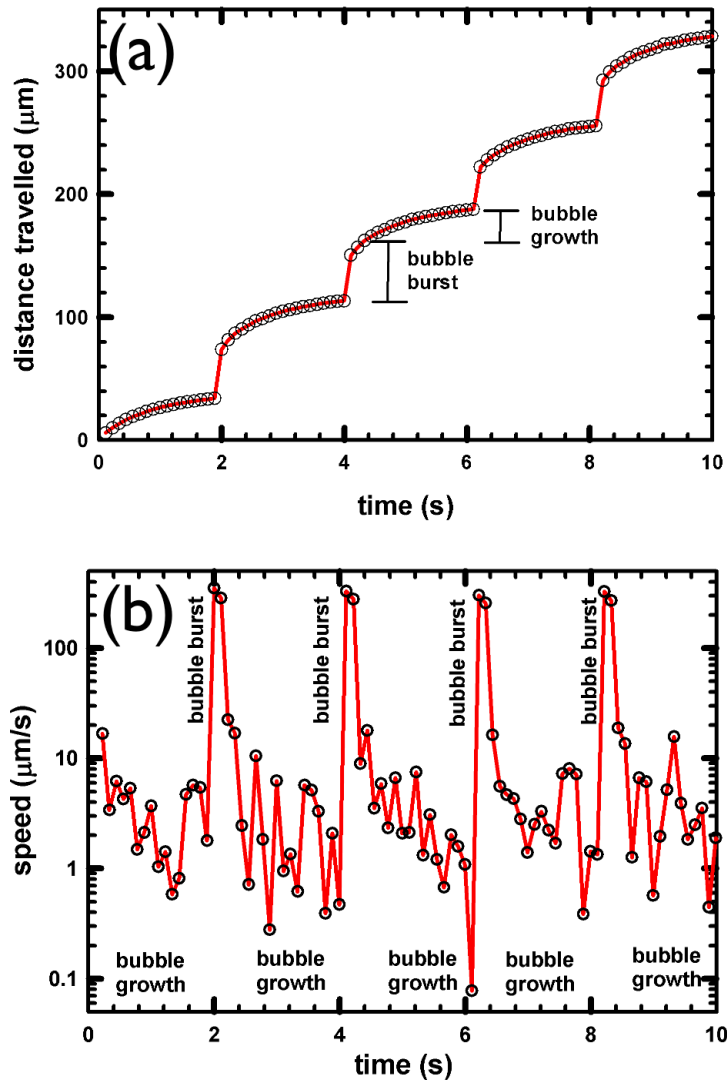 (a)
distance travelled (μm)
300
200
100
0
bubble
growth
bubble
burst
0
2
4
6
8
10
time (s)
(b)
speed (μm/s)
100
10
1
0.1
bubble burst
bubble burst
bubble burst
bubble burst
bubble
growth
bubble
growth
bubble
growth
bubble
growth
bubble
growth
0
2
4
6
8
10
time (s)